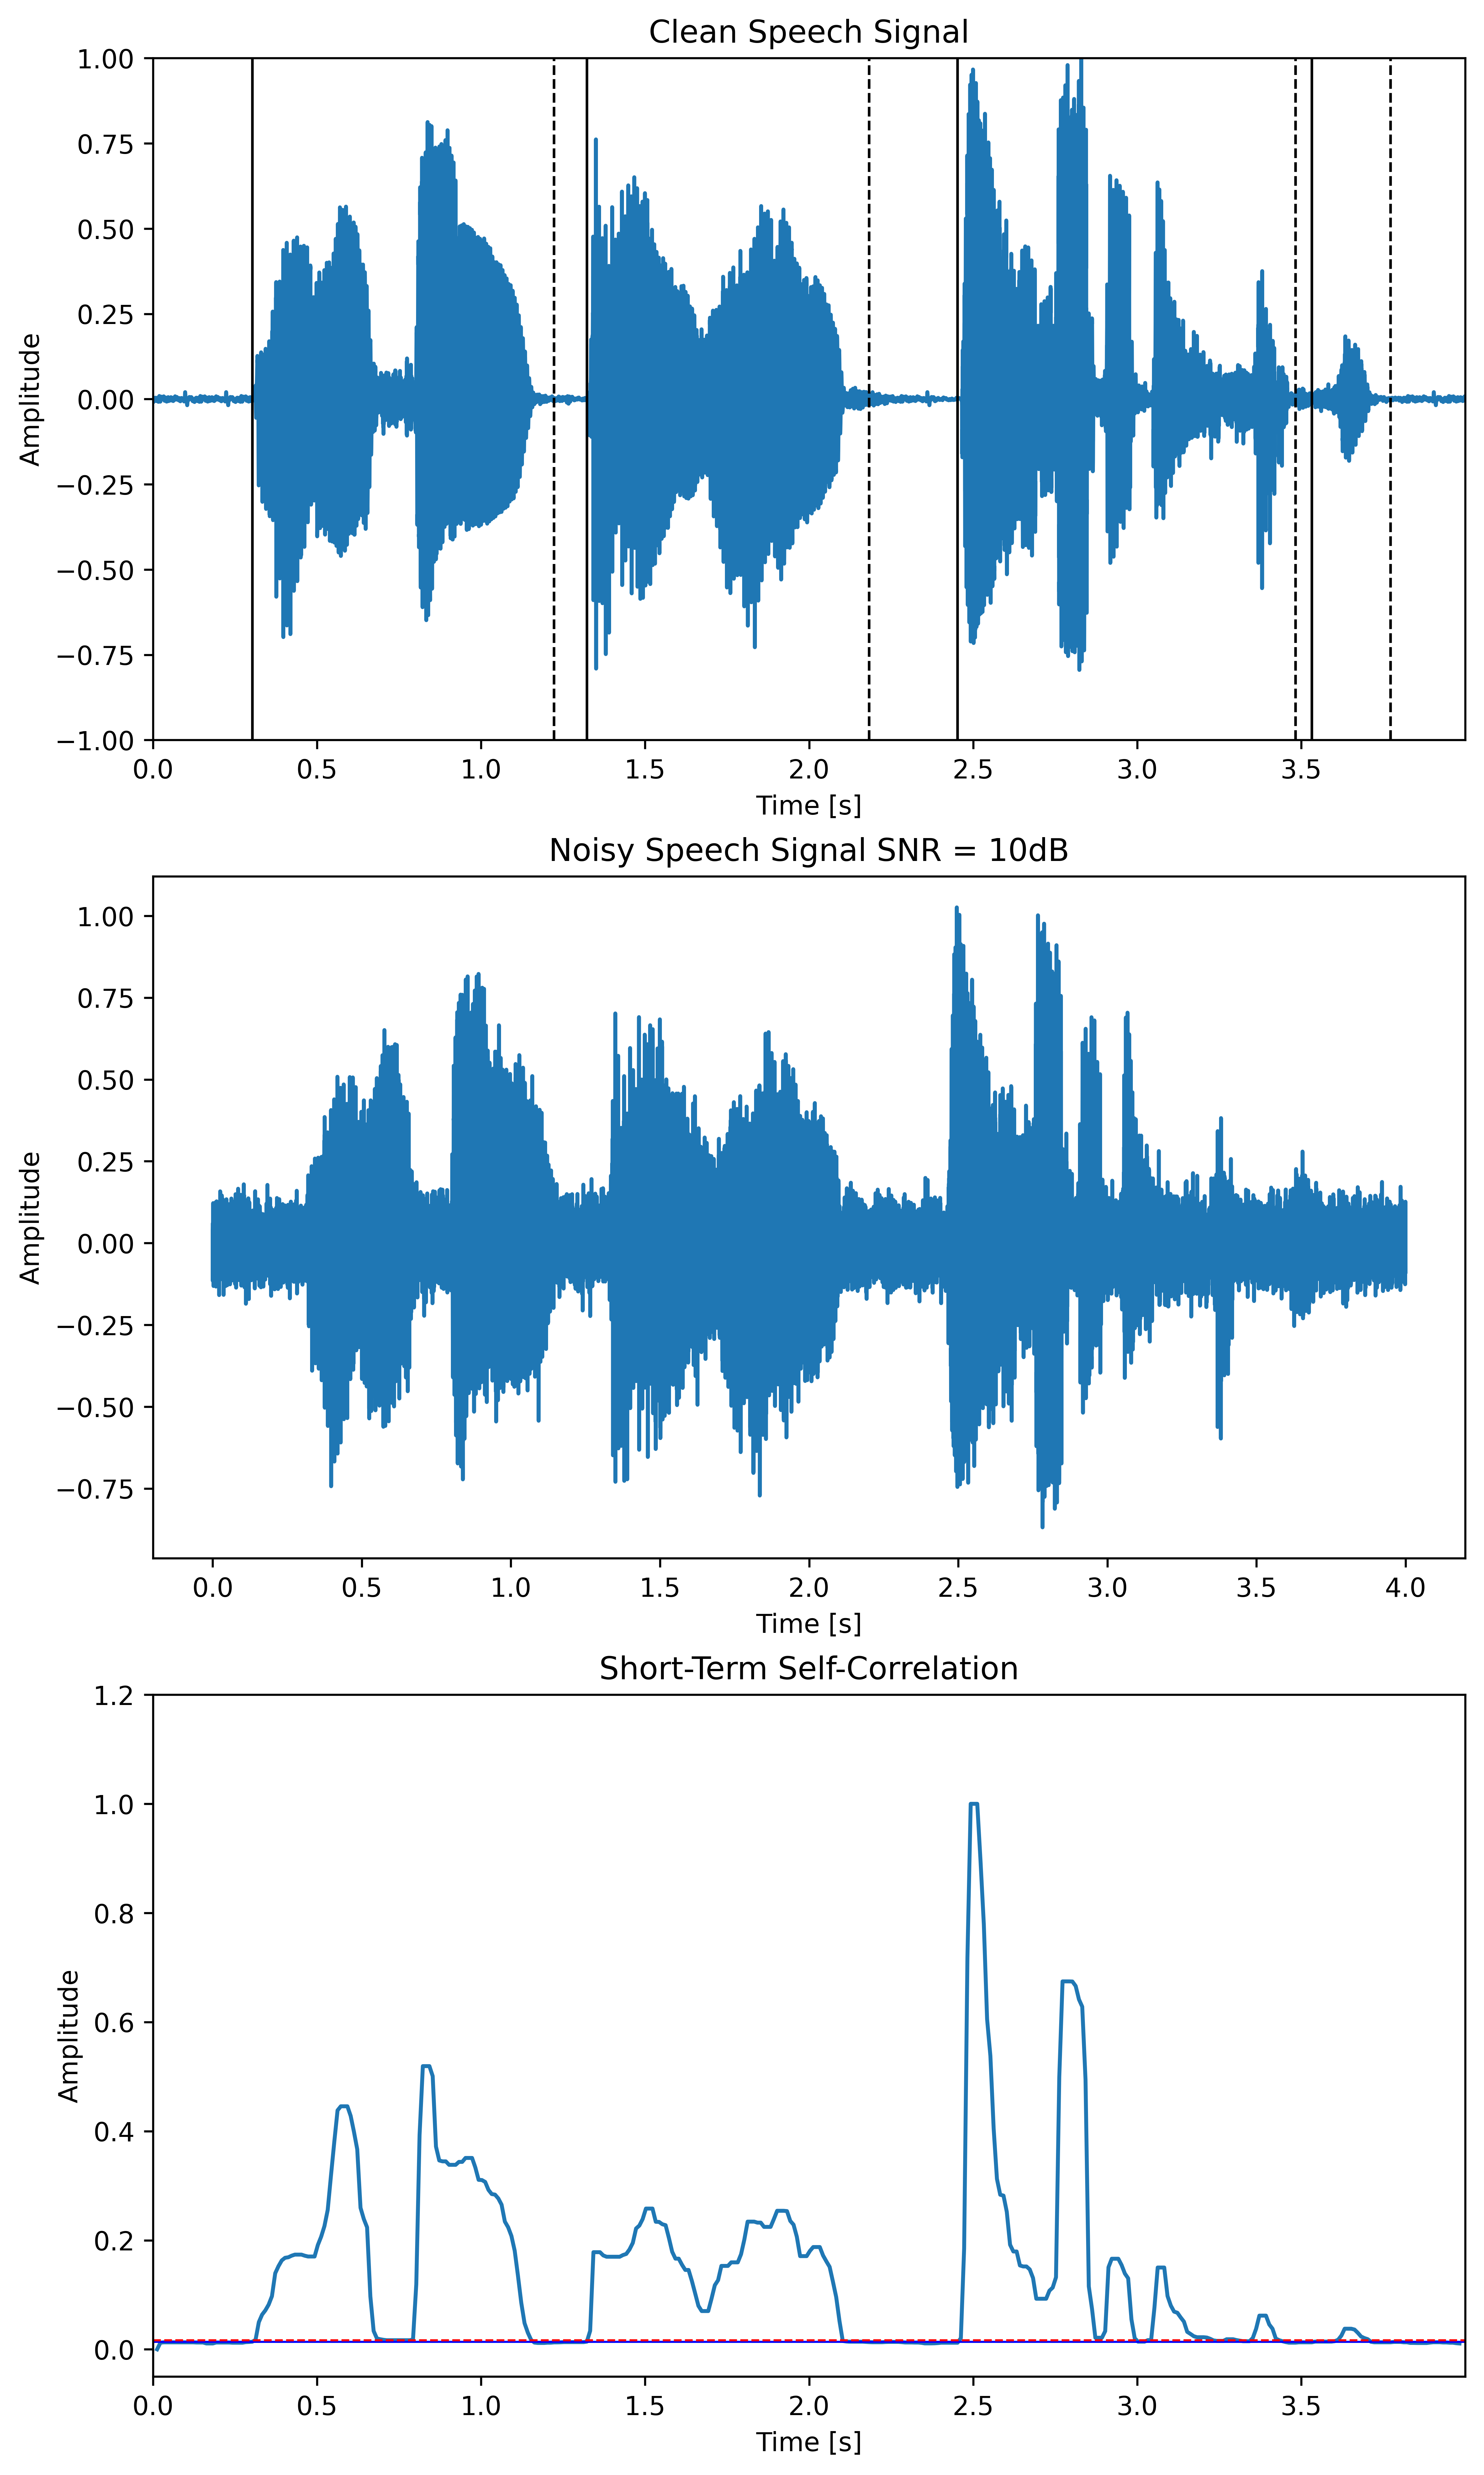 Clean Speech Signal
1.00
0.75
0.50
0.25
0.00
−0.25
−0.50
−0.75
−1.00
Amplitude
0.0 0.5 1.0 1.5 2.0 2.5 3.0 3.5
Time [s]
Noisy Speech Signal SNR = 10dB
1.00
0.75
0.50
0.25
0.00
−0.25
−0.50
−0.75
Amplitude
0.0 0.5 1.0 1.5 2.0 2.5 3.0 3.5 4.0
Time [s]
Short-Term Self-Correlation
1.2
1.0
0.8
0.6
0.4
0.2
0.0
Amplitude
0.0 0.5 1.0 1.5 2.0 2.5 3.0 3.5
Time [s]